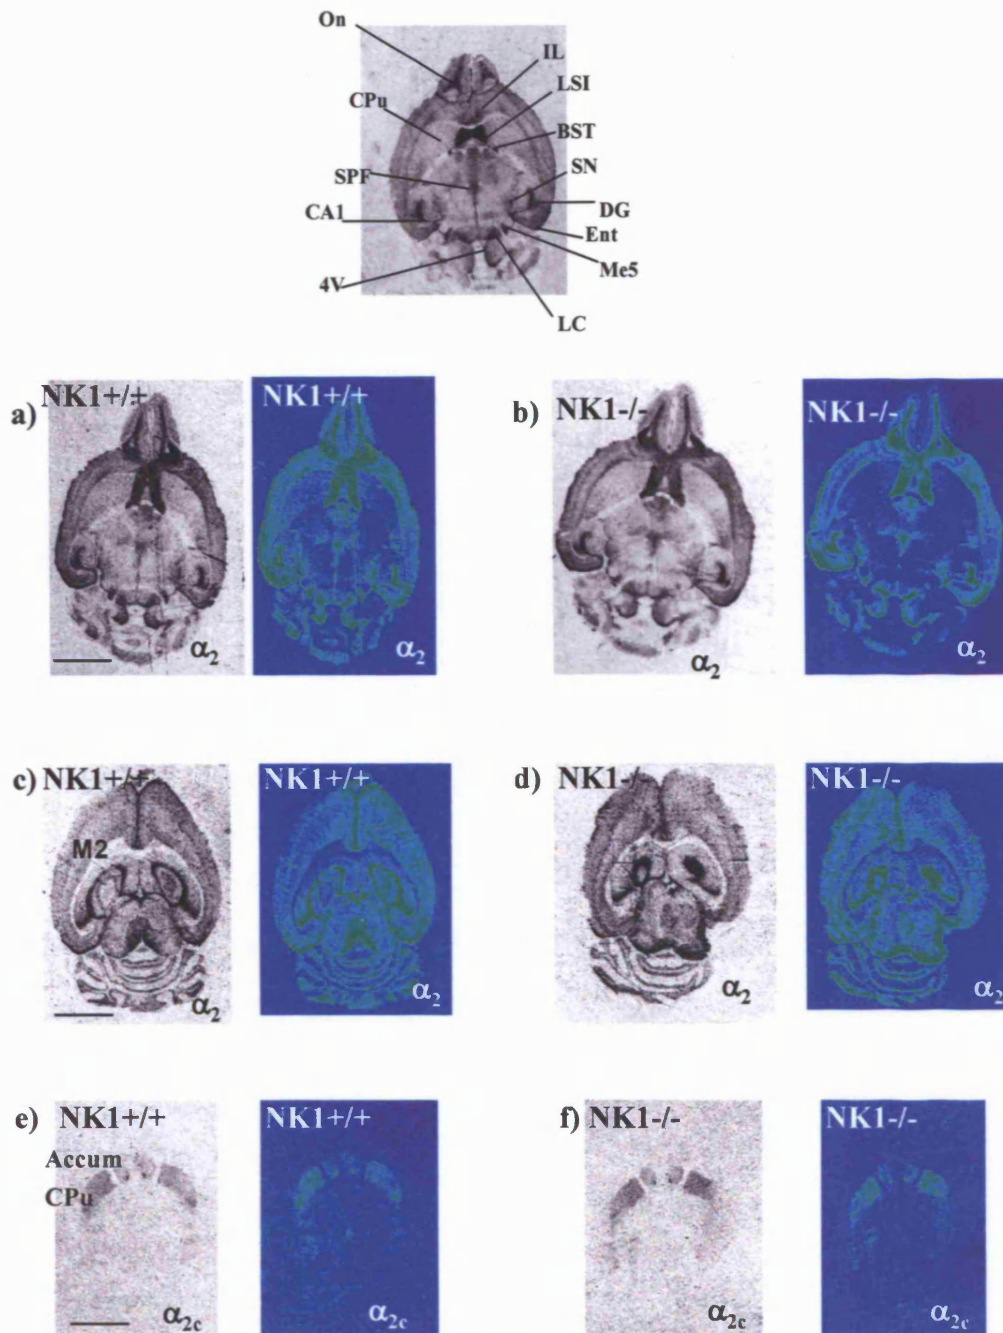 On
IL
CPu
LSI
BST
SPF
SN
CA1
DG
Ent
4V
Me5
LC
a) NK1+/+ NK1+/+
b) NK1-/- NK1-/-
α2 α2
α2 α2
c) NK1+/+ NK1+/+
d) NK1-/- NK1-/-
M2
α2 α2
α2 α2
e) NK1+/+ NK1+/+
f) NK1-/- NK1-/-
Accum
CPu
α2c α2c
α2c α2c